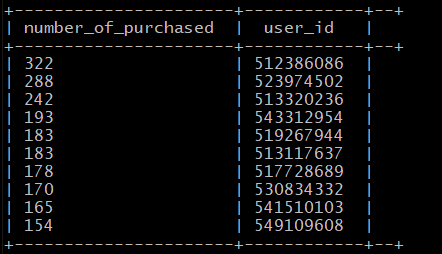 +----------------------+------------+--+
| number_of_purchased  |  user_id   |
+----------------------+------------+--+
| 322                  | 512386086  |
| 288                  | 523974502  |
| 242                  | 513320236  |
| 193                  | 543312954  |
| 183                  | 519267944  |
| 183                  | 513117637  |
| 178                  | 517728689  |
| 170                  | 530834332  |
| 165                  | 541510103  |
| 154                  | 549109608  |
+----------------------+------------+--+